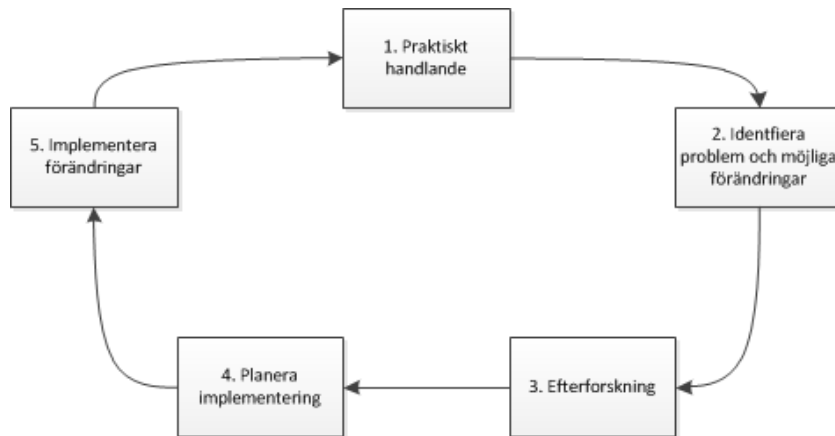 1. Praktiskt
handlande
2. Identfiera
problem och möjliga
förändringar
3. Efterforskning
4. Planera
implementering
5. Implementera
förändringar